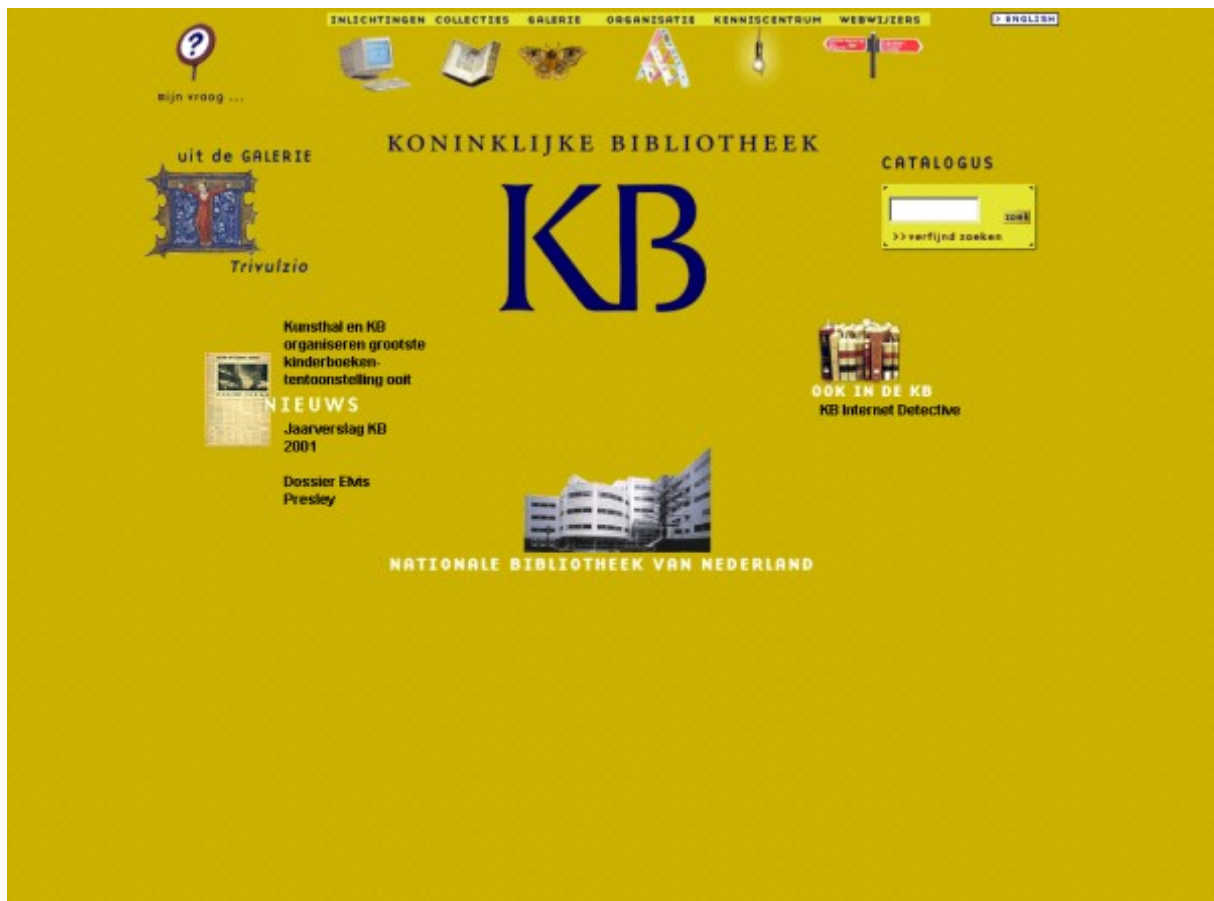 INLICHTINGEN COLLECTIES GALERIE ORGANISATIE KENNISCENTRUM WEBWIJZERS
> ENGLISH
?
mijn vraag ...
KONINKLIJKE BIBLIOTHEEK
KB
uit de GALERIE
Trivulzio
CATALOGUS
zoek
>>verfijnd zoeken
Kunsthal en KB
organiseren grootste
kinderboeken-
tentoonstelling ooit
NIEUWS
Jaarverslag KB
2001
Dossier Elvis
Presley
OOK IN DE KB
KB Internet Detective
NATIONALE BIBLIOTHEEK VAN NEDERLAND